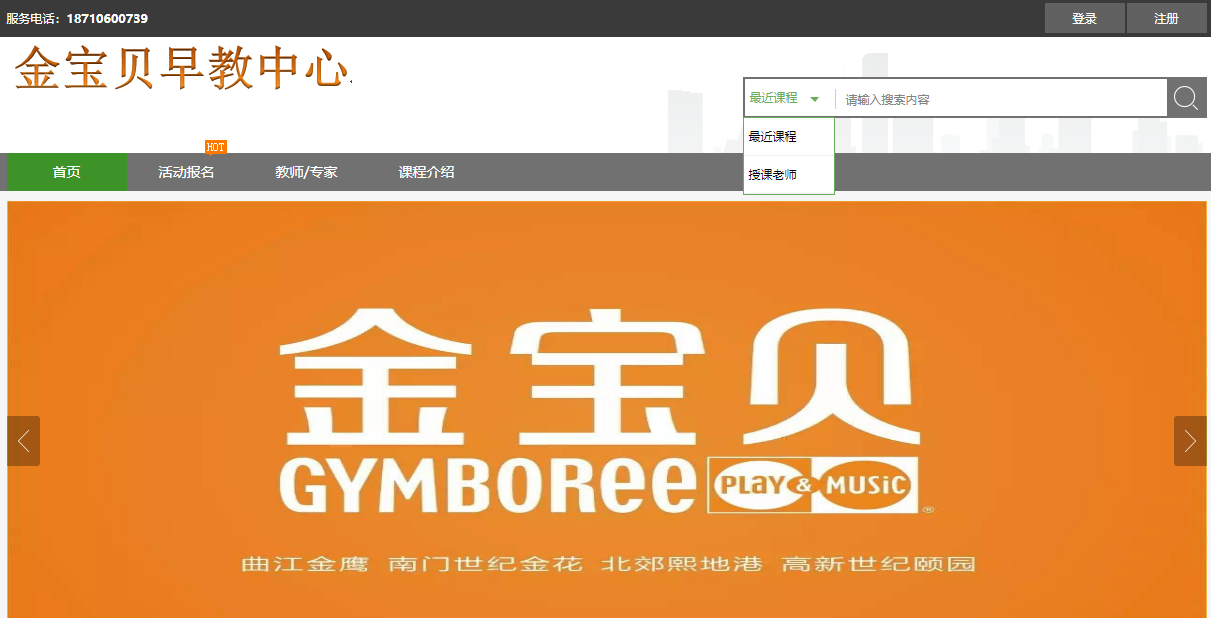 服务电话：18710600739
登录
注册
金宝贝早教中心
最近课程
请输入搜索内容
最近课程
授课老师
HOT
首页
活动报名
教师/专家
课程介绍
金宝贝
GYMBOREE PLAY & MUSIC ®
曲江金鹰 南门世纪金花 北郊熙地港 高新世纪颐园